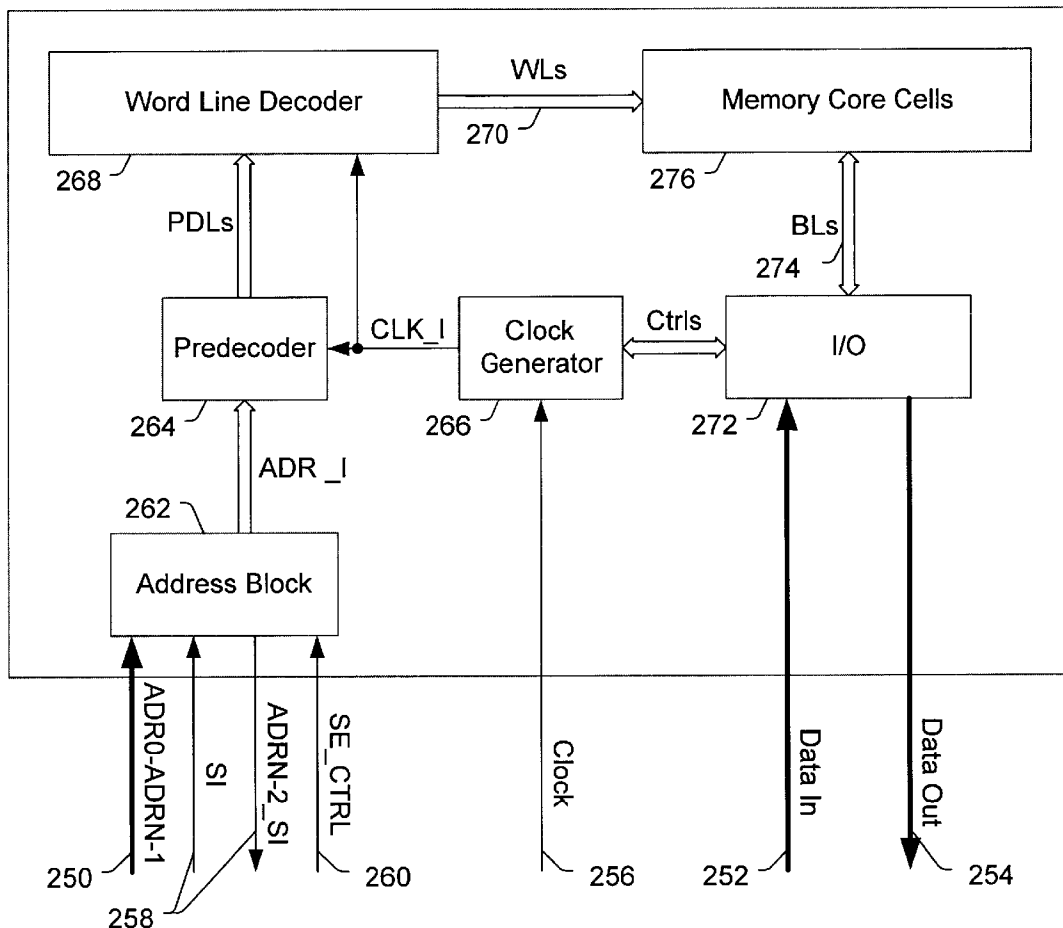 WLs
Word Line Decoder
Memory Core Cells
270
268
276
PDLs
BLs
274
CLK_I
Ctrls
Predecoder
Clock
Generator
I/O
264
266
272
ADR _I
262
Address Block
ADR0-ADRN-1
SI
ADRN-2_SI
SE_CTRL
Clock
Data In
Data Out
250
258
260
256
252
254